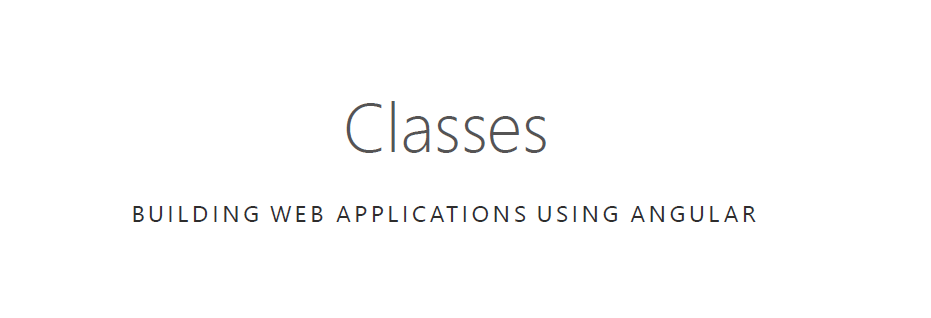 Classes
BUILDING WEB APPLICATIONS USING ANGULAR